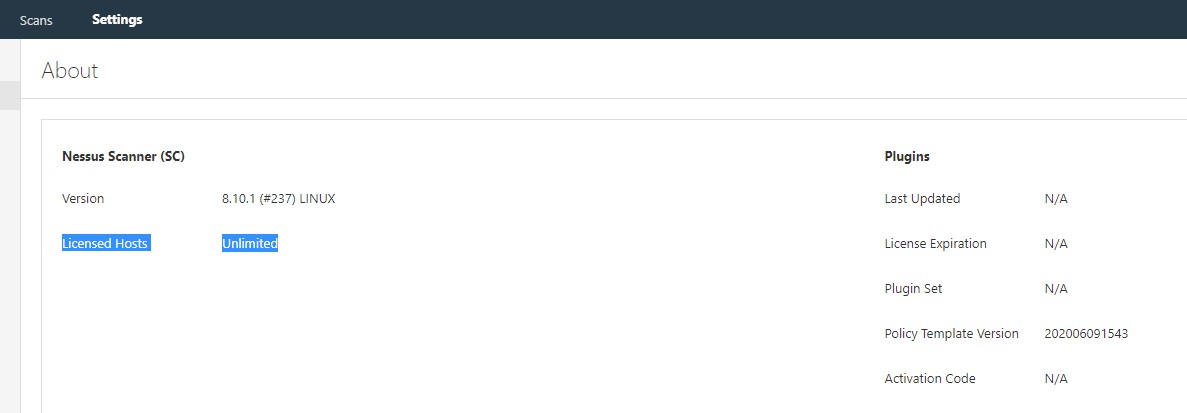 Scans Settings
About
Nessus Scanner (SC)
Version 8.10.1 (#237) LINUX
Licensed Hosts Unlimited
Plugins
Last Updated N/A
License Expiration N/A
Plugin Set N/A
Policy Template Version 202006091543
Activation Code N/A